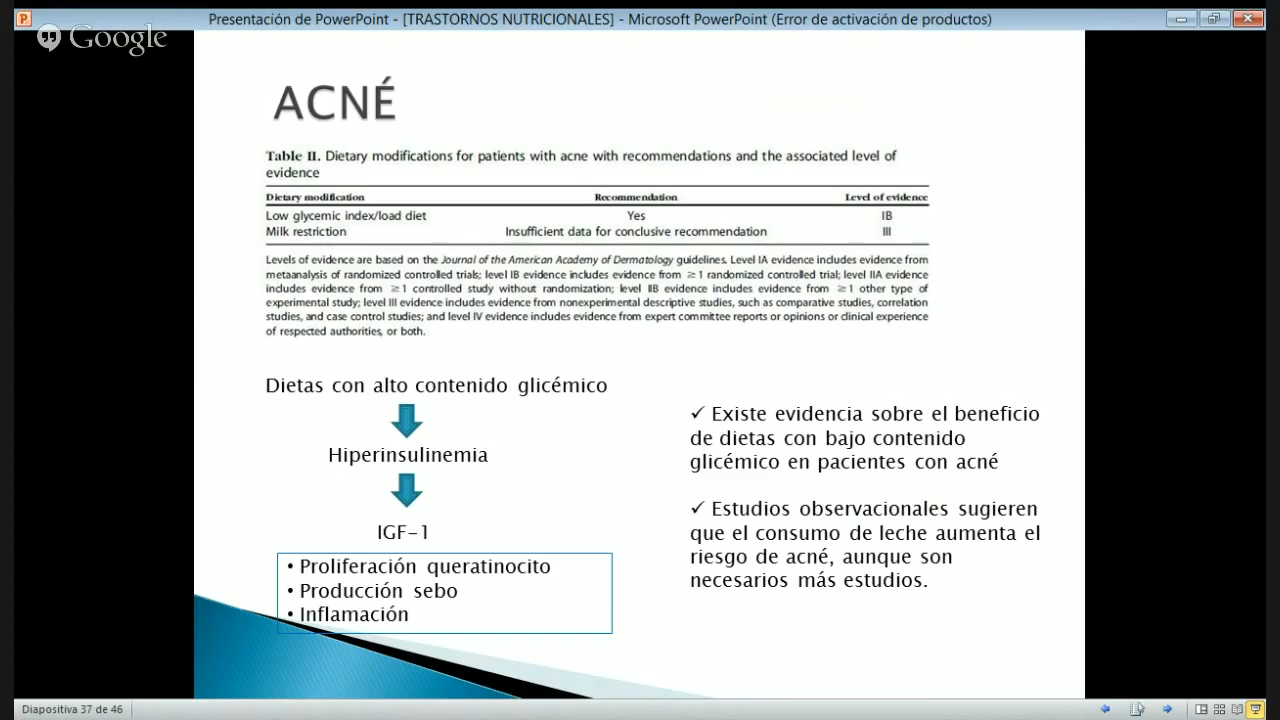 Presentación de PowerPoint - [TRASTORNOS NUTRICIONALES] - Microsoft PowerPoint (Error de activación de productos)
Google
ACNÉ
Table II. Dietary modifications for patients with acne with recommendations and the associated level of
evidence
Dietary modification Recommendation Level of evidence
Low glycemic index/load diet Yes IB
Milk restriction Insufficient data for conclusive recommendation III
Levels of evidence are based on the Journal of the American Academy of Dermatology guidelines. Level IA evidence includes evidence from
metaanalysis of randomized controlled trials; level IB evidence includes evidence from ≥1 randomized controlled trial; level IIA evidence
includes evidence from ≥1 controlled study without randomization; level IIB evidence includes evidence from ≥1 other type of
experimental study; level III evidence includes evidence from nonexperimental descriptive studies, such as comparative studies, correlation
studies, and case control studies; and level IV evidence includes evidence from expert committee reports or opinions or clinical experience
of respected authorities, or both.
Dietas con alto contenido glicémico
Hiperinsulinemia
IGF-1
• Proliferación queratinocito
• Producción sebo
• Inflamación
✓ Existe evidencia sobre el beneficio
de dietas con bajo contenido
glicémico en pacientes con acné
✓ Estudios observacionales sugieren
que el consumo de leche aumenta el
riesgo de acné, aunque son
necesarios más estudios.
Diapositiva 37 de 46